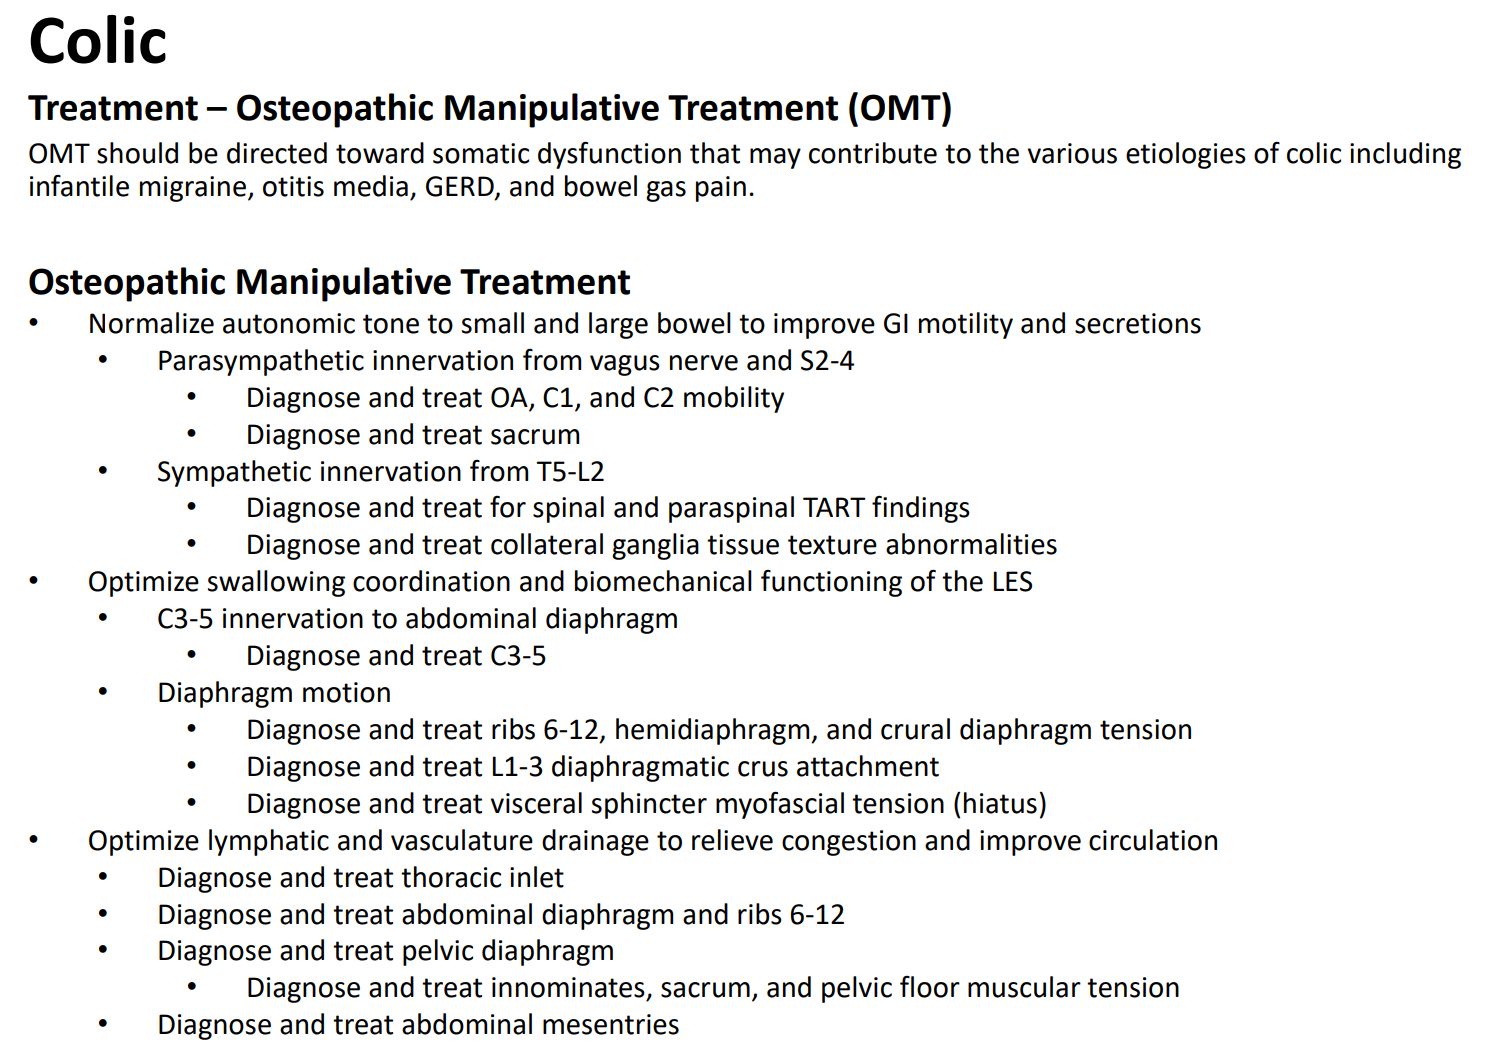 Colic
Treatment – Osteopathic Manipulative Treatment (OMT)
OMT should be directed toward somatic dysfunction that may contribute to the various etiologies of colic including
infantile migraine, otitis media, GERD, and bowel gas pain.
Osteopathic Manipulative Treatment
• Normalize autonomic tone to small and large bowel to improve GI motility and secretions
• Parasympathetic innervation from vagus nerve and S2-4
• Diagnose and treat OA, C1, and C2 mobility
• Diagnose and treat sacrum
• Sympathetic innervation from T5-L2
• Diagnose and treat for spinal and paraspinal TART findings
• Diagnose and treat collateral ganglia tissue texture abnormalities
• Optimize swallowing coordination and biomechanical functioning of the LES
• C3-5 innervation to abdominal diaphragm
• Diagnose and treat C3-5
• Diaphragm motion
• Diagnose and treat ribs 6-12, hemidiaphragm, and crural diaphragm tension
• Diagnose and treat L1-3 diaphragmatic crus attachment
• Diagnose and treat visceral sphincter myofascial tension (hiatus)
• Optimize lymphatic and vasculature drainage to relieve congestion and improve circulation
• Diagnose and treat thoracic inlet
• Diagnose and treat abdominal diaphragm and ribs 6-12
• Diagnose and treat pelvic diaphragm
• Diagnose and treat innominates, sacrum, and pelvic floor muscular tension
• Diagnose and treat abdominal mesentries